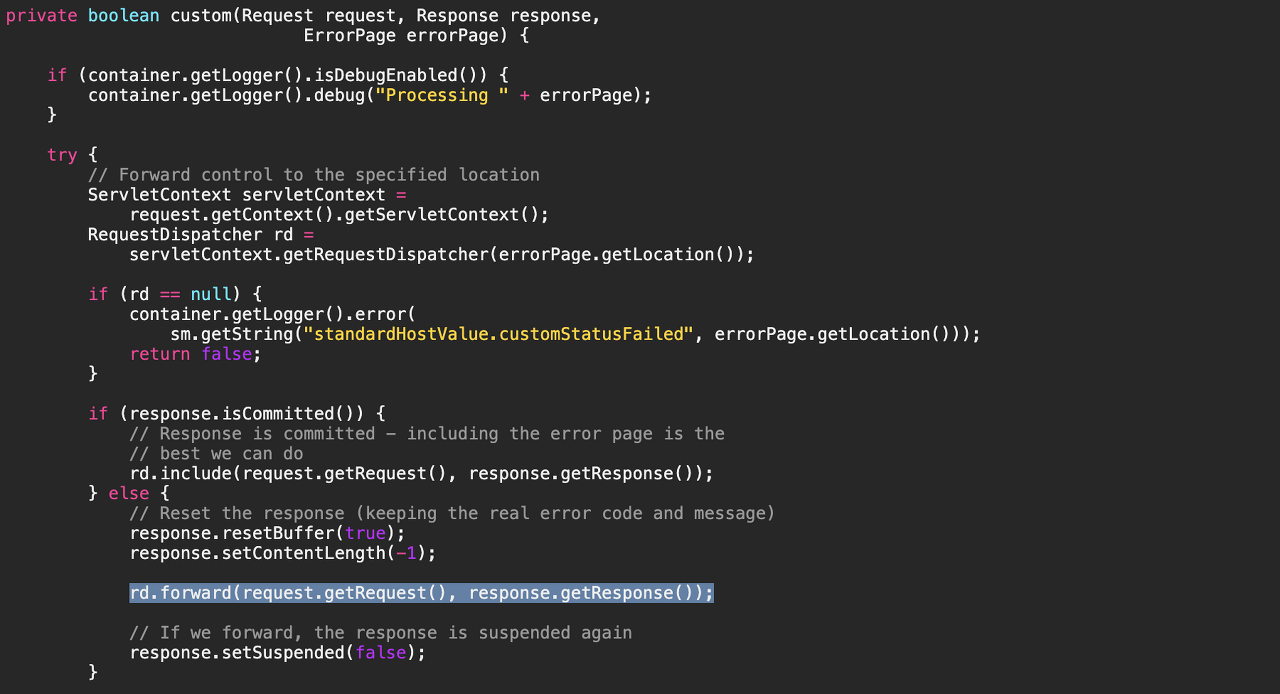 private boolean custom(Request request, Response response,
                             ErrorPage errorPage) {

    if (container.getLogger().isDebugEnabled()) {
        container.getLogger().debug("Processing " + errorPage);
    }

    try {
        // Forward control to the specified location
        ServletContext servletContext =
            request.getContext().getServletContext();
        RequestDispatcher rd =
            servletContext.getRequestDispatcher(errorPage.getLocation());

        if (rd == null) {
            container.getLogger().error(
                sm.getString("standardHostValue.customStatusFailed", errorPage.getLocation()));
            return false;
        }

        if (response.isCommitted()) {
            // Response is committed – including the error page is the
            // best we can do
            rd.include(request.getRequest(), response.getResponse());
        } else {
            // Reset the response (keeping the real error code and message)
            response.resetBuffer(true);
            response.setContentLength(-1);

            rd.forward(request.getRequest(), response.getResponse());

            // If we forward, the response is suspended again
            response.setSuspended(false);
        }